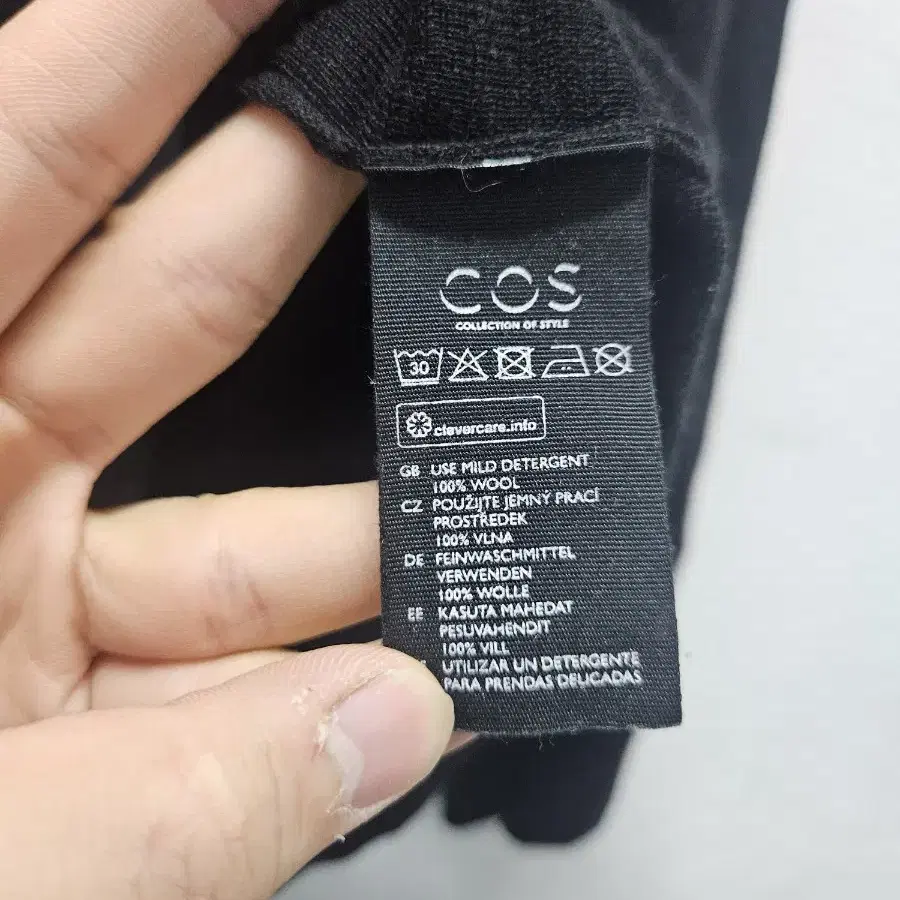 COS
COLLECTION OF STYLE
30
clevercare.info
GB USE MILD DETERGENT
100% WOOL
CZ POUŽIJTE JEMNÝ PRACÍ
PROSTŘEDEK
100% VLNA
DE FEINWASCHMITTEL
VERWENDEN
100% WOLLE
EE KASUTA MAHEDAT
PESUVAHENDIT
100% VILL
UTILIZAR UN DETERGENTE
PARA PRENDAS DELICADAS